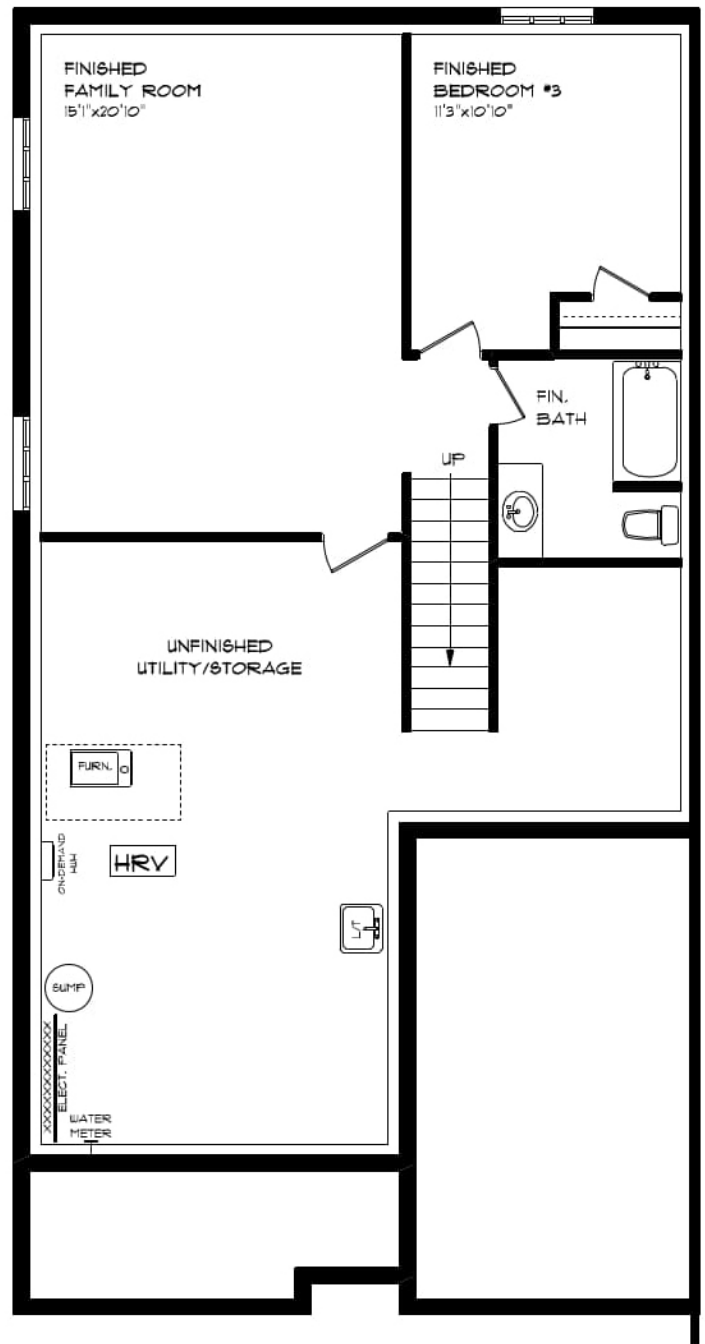 FINISHED
FAMILY ROOM
15'1"x20'10"
FINISHED
BEDROOM #3
11'3"x10'10"
FIN.
BATH
UP
UNFINISHED
UTILITY/STORAGE
FURN.
ON-DEMAND
HWH
HRV
L/T
SUMP
ELECT. PANEL
XXXXXXXXXXXXX
WATER
METER